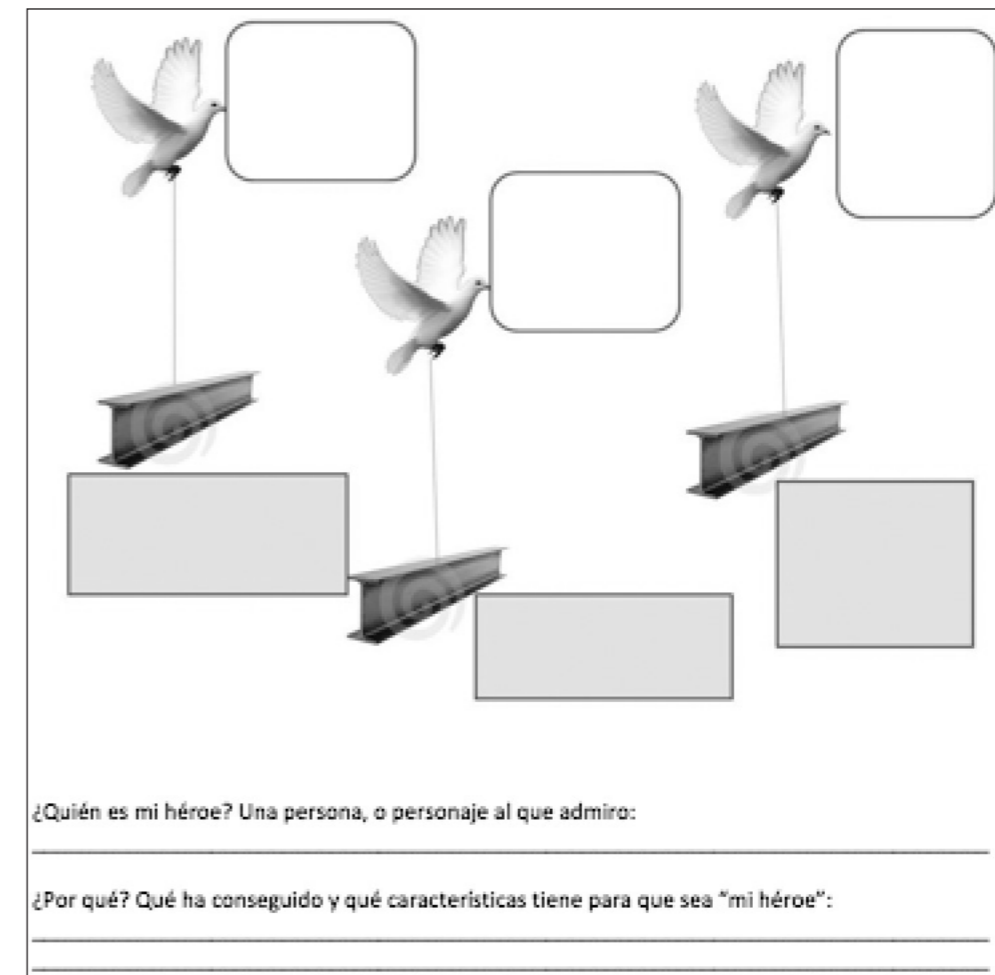 ¿Quién es mi héroe? Una persona, o personaje al que admiro:
¿Por qué? Qué ha conseguido y qué características tiene para que sea “mi héroe”: